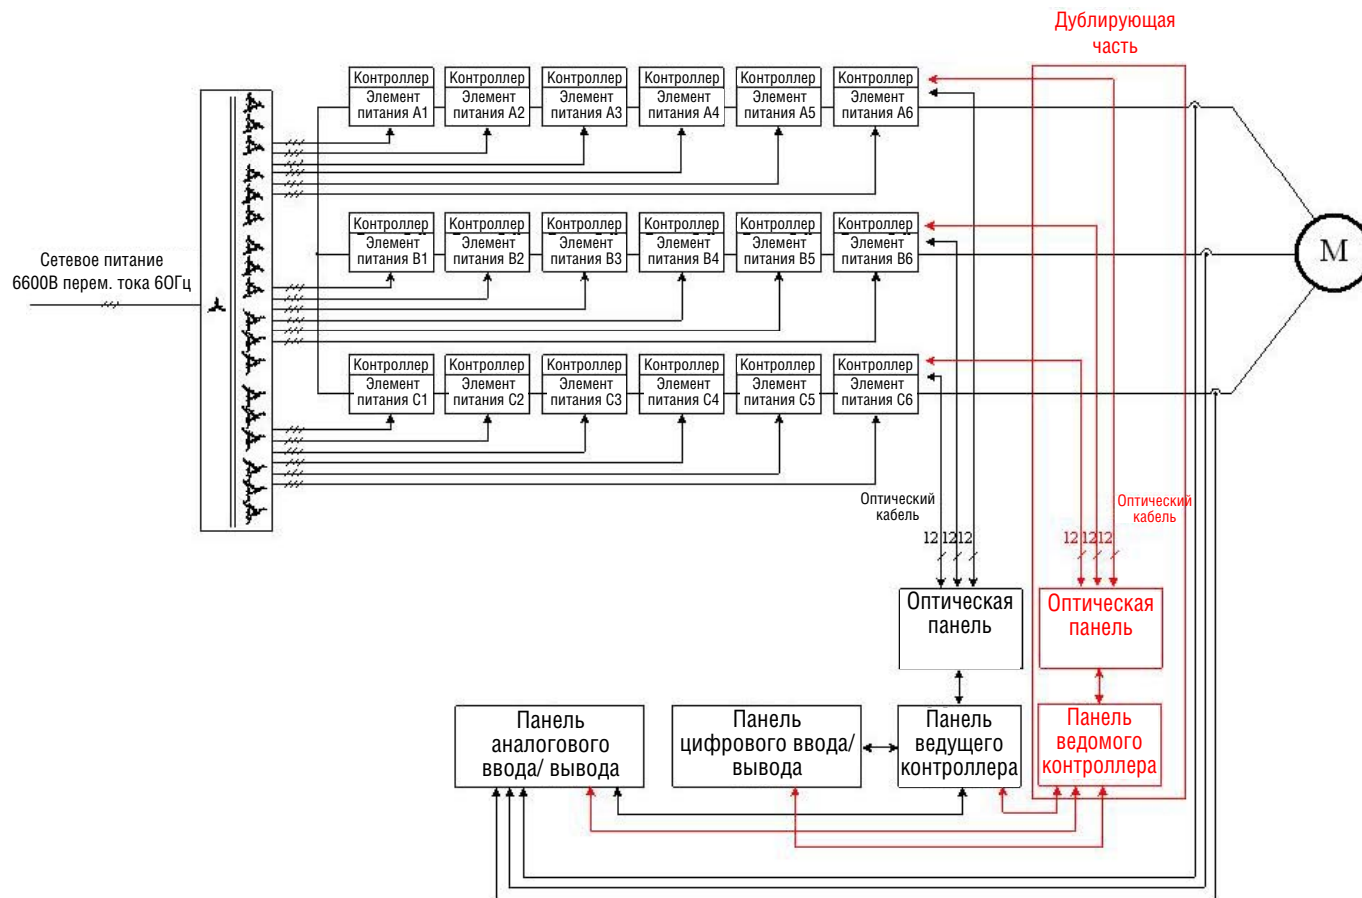 Дублирующая
часть
Контроллер
Элемент
питания А1
Контроллер
Элемент
питания А2
Контроллер
Элемент
питания А3
Контроллер
Элемент
питания А4
Контроллер
Элемент
питания А5
Контроллер
Элемент
питания А6
Контроллер
Элемент
питания В1
Контроллер
Элемент
питания В2
Контроллер
Элемент
питания В3
Контроллер
Элемент
питания В4
Контроллер
Элемент
питания В5
Контроллер
Элемент
питания В6
М
Сетевое питание
6600В перем. тока 60Гц
Контроллер
Элемент
питания С1
Контроллер
Элемент
питания С2
Контроллер
Элемент
питания С3
Контроллер
Элемент
питания С4
Контроллер
Элемент
питания С5
Контроллер
Элемент
питания С6
Оптический
кабель
Оптический
кабель
12 12 12
12 12 12
Оптическая
панель
Оптическая
панель
Панель
аналогового
ввода/ вывода
Панель
цифрового ввода/
вывода
Панель
ведущего
контроллера
Панель
ведомого
контроллера